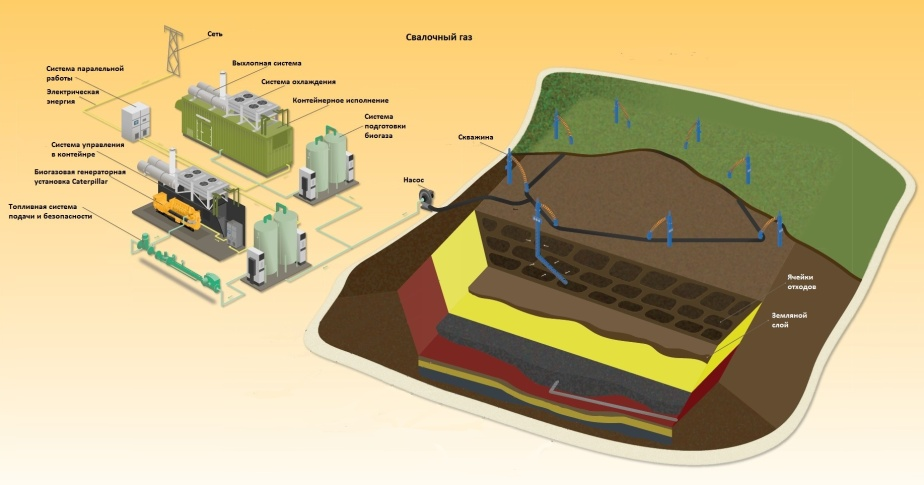 Свалочный газ
Сеть
Выхлопная система
Система паралельной
работы
Система охлаждения
Электрическая
энергия
Контейнерное исполнение
Система
подготовки
биогаза
Скважина
Система управления
в контейнре
Биогазовая генераторная
установка Caterpillar
Насос
Топливная система
подачи и безопасности
Ячейки
отходов
Земляной
слой